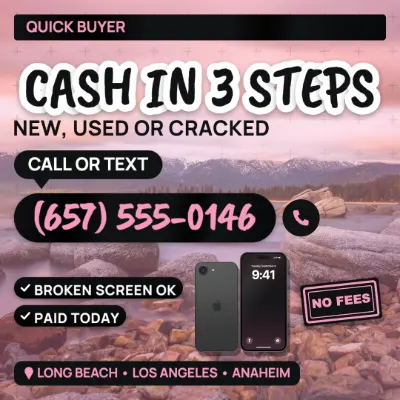 QUICK BUYER
CASH IN 3 STEPS
NEW, USED OR CRACKED
CALL OR TEXT
(657) 555-0146
9:41
BROKEN SCREEN OK
NO FEES
PAID TODAY
LONG BEACH • LOS ANGELES • ANAHEIM